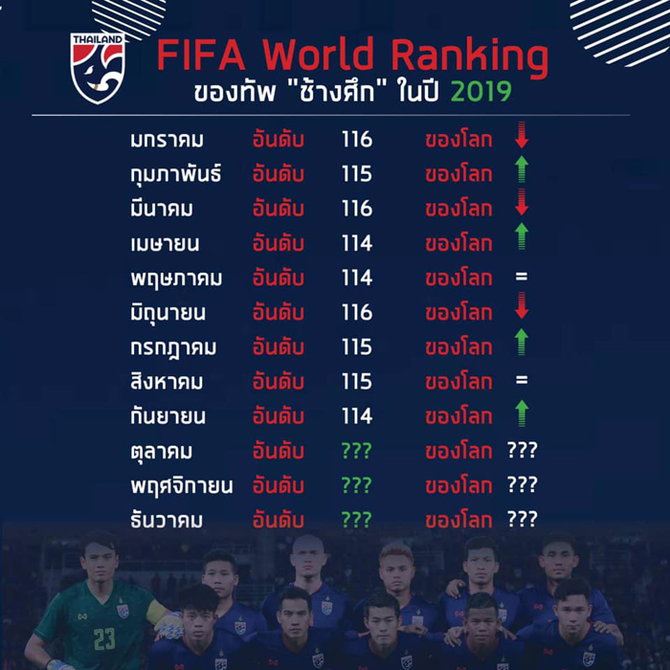 THAILAND
FIFA World Ranking
ของทัพ "ช้างศึก" ในปี 2019
มกราคม อันดับ 116 ของโลก
กุมภาพันธ์ อันดับ 115 ของโลก
มีนาคม อันดับ 116 ของโลก
เมษายน อันดับ 114 ของโลก
พฤษภาคม อันดับ 114 ของโลก =
มิถุนายน อันดับ 116 ของโลก
กรกฎาคม อันดับ 115 ของโลก
สิงหาคม อันดับ 115 ของโลก =
กันยายน อันดับ 114 ของโลก
ตุลาคม อันดับ ??? ของโลก ???
พฤศจิกายน อันดับ ??? ของโลก ???
ธันวาคม อันดับ ??? ของโลก ???
23